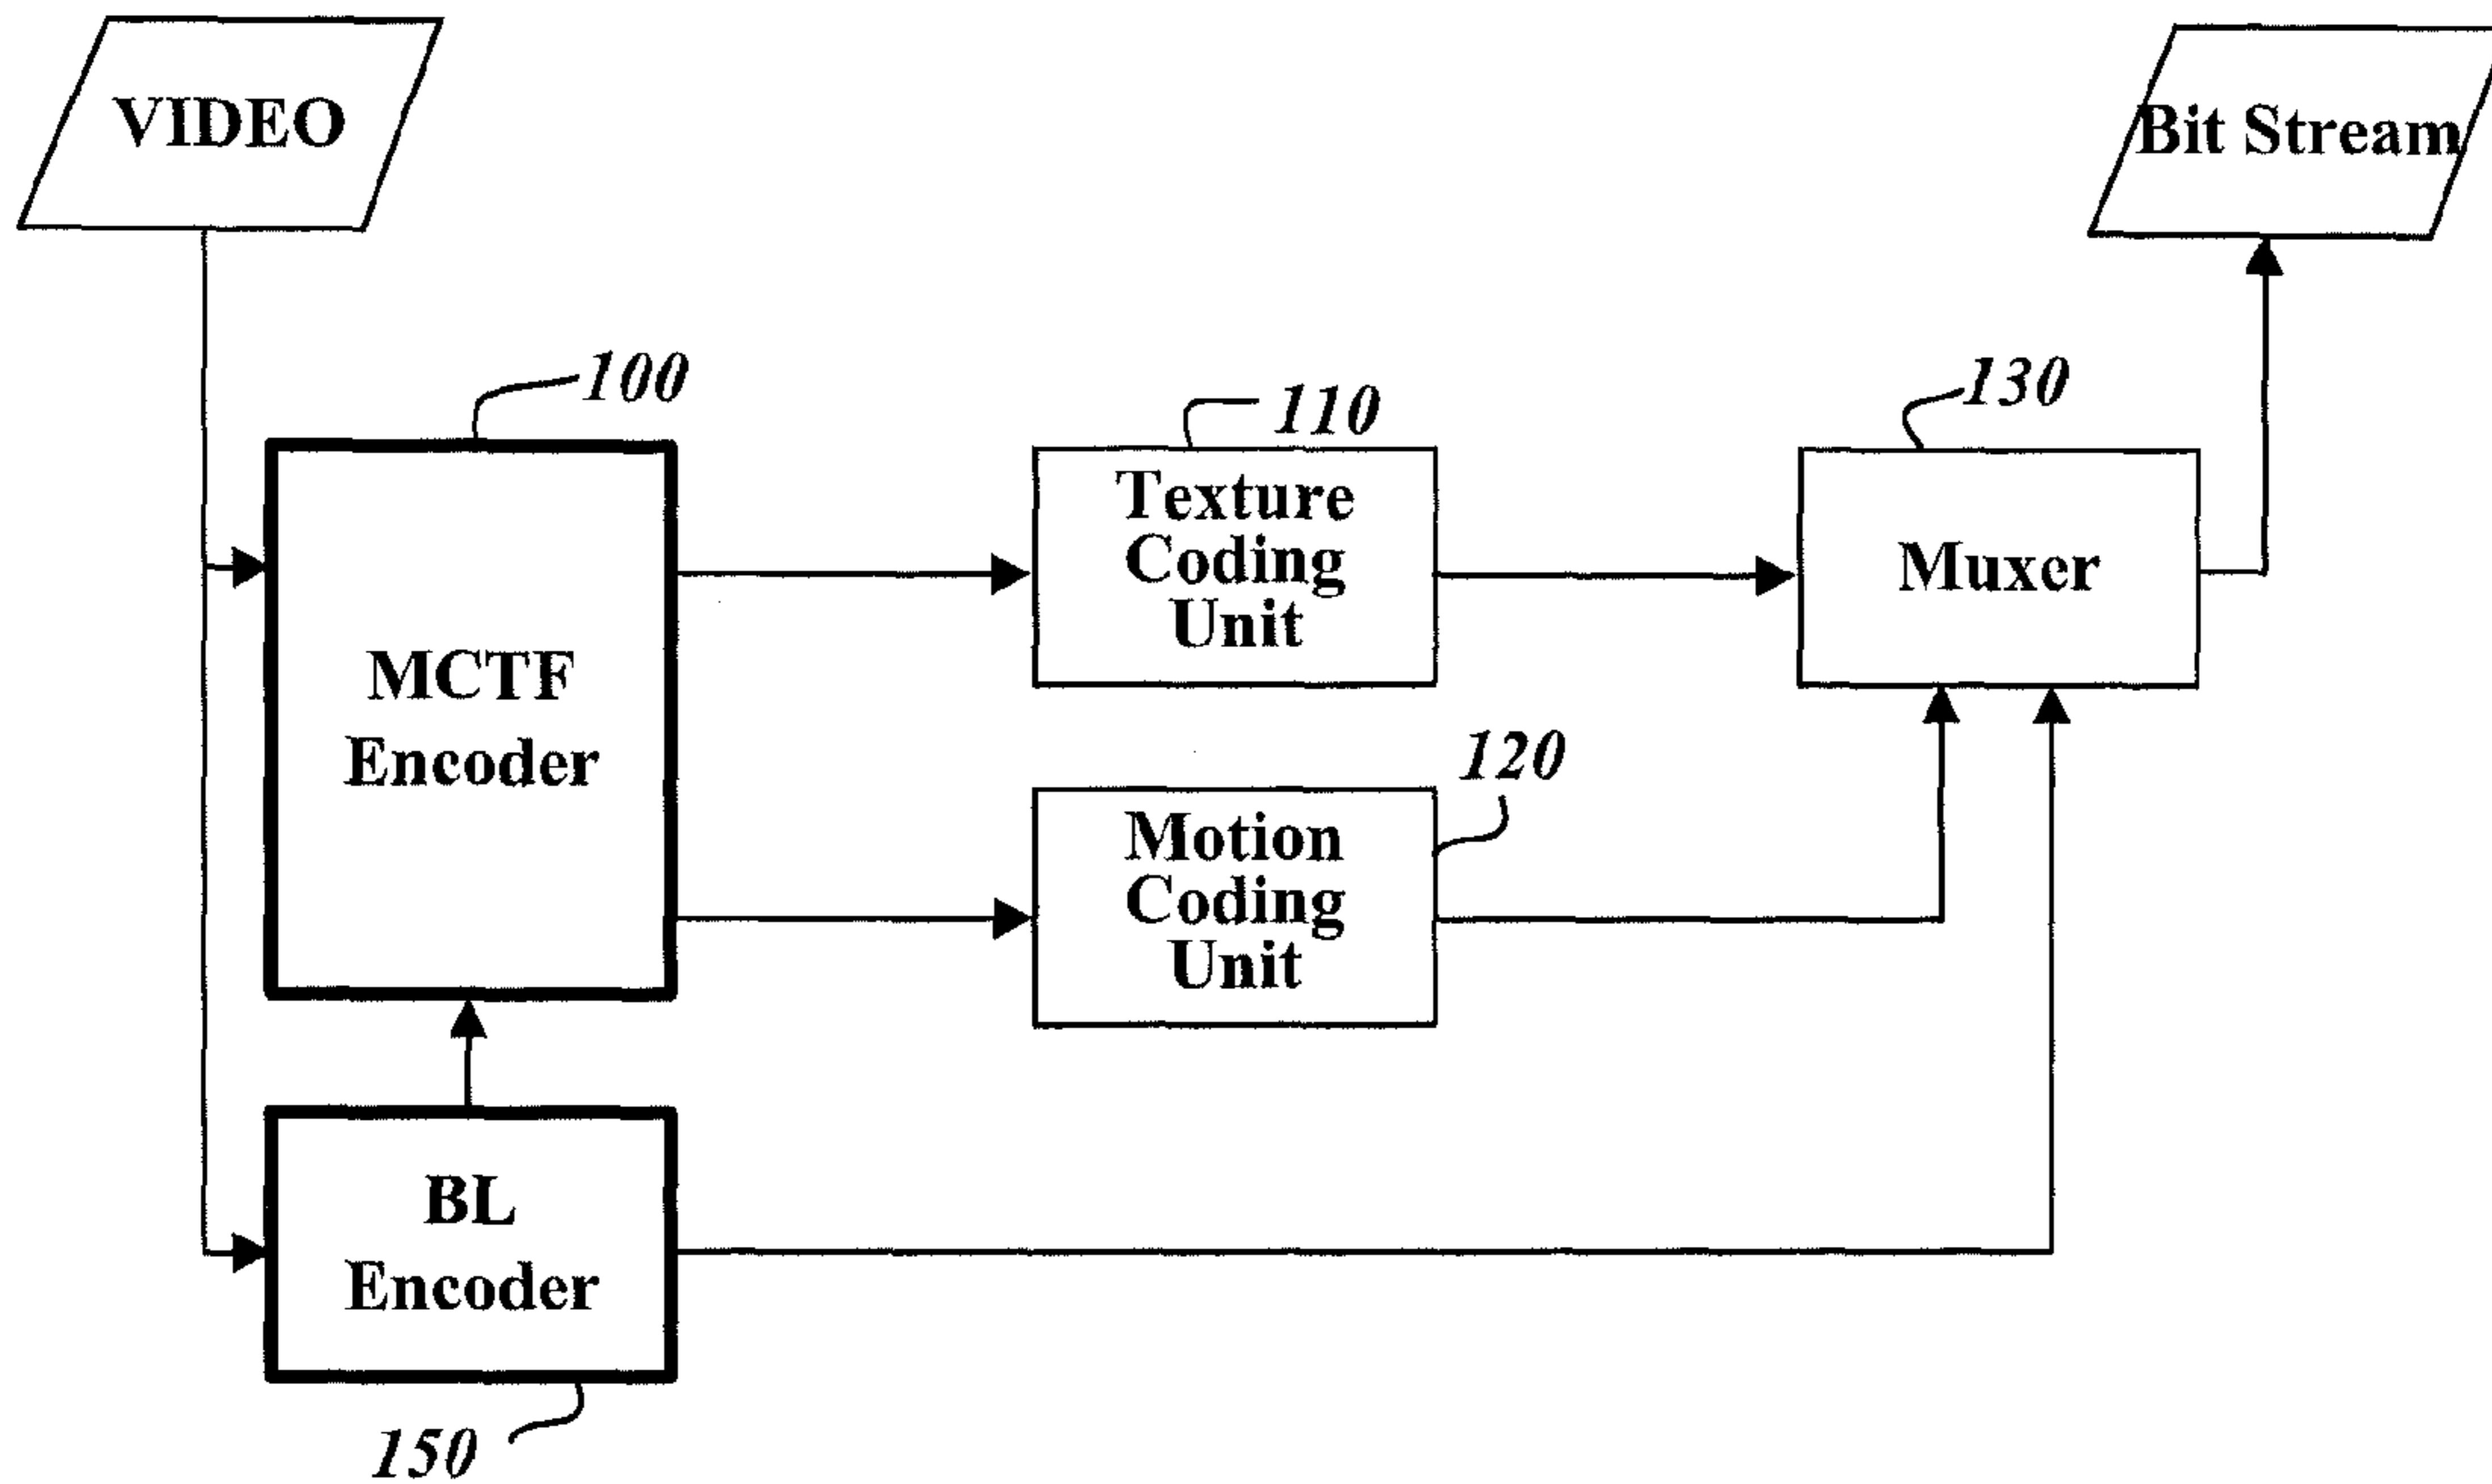 VIDEO
Bit Stream
100
110
130
Texture
Coding
Unit
Muxer
MCTF
Encoder
120
Motion
Coding
Unit
BL
Encoder
150